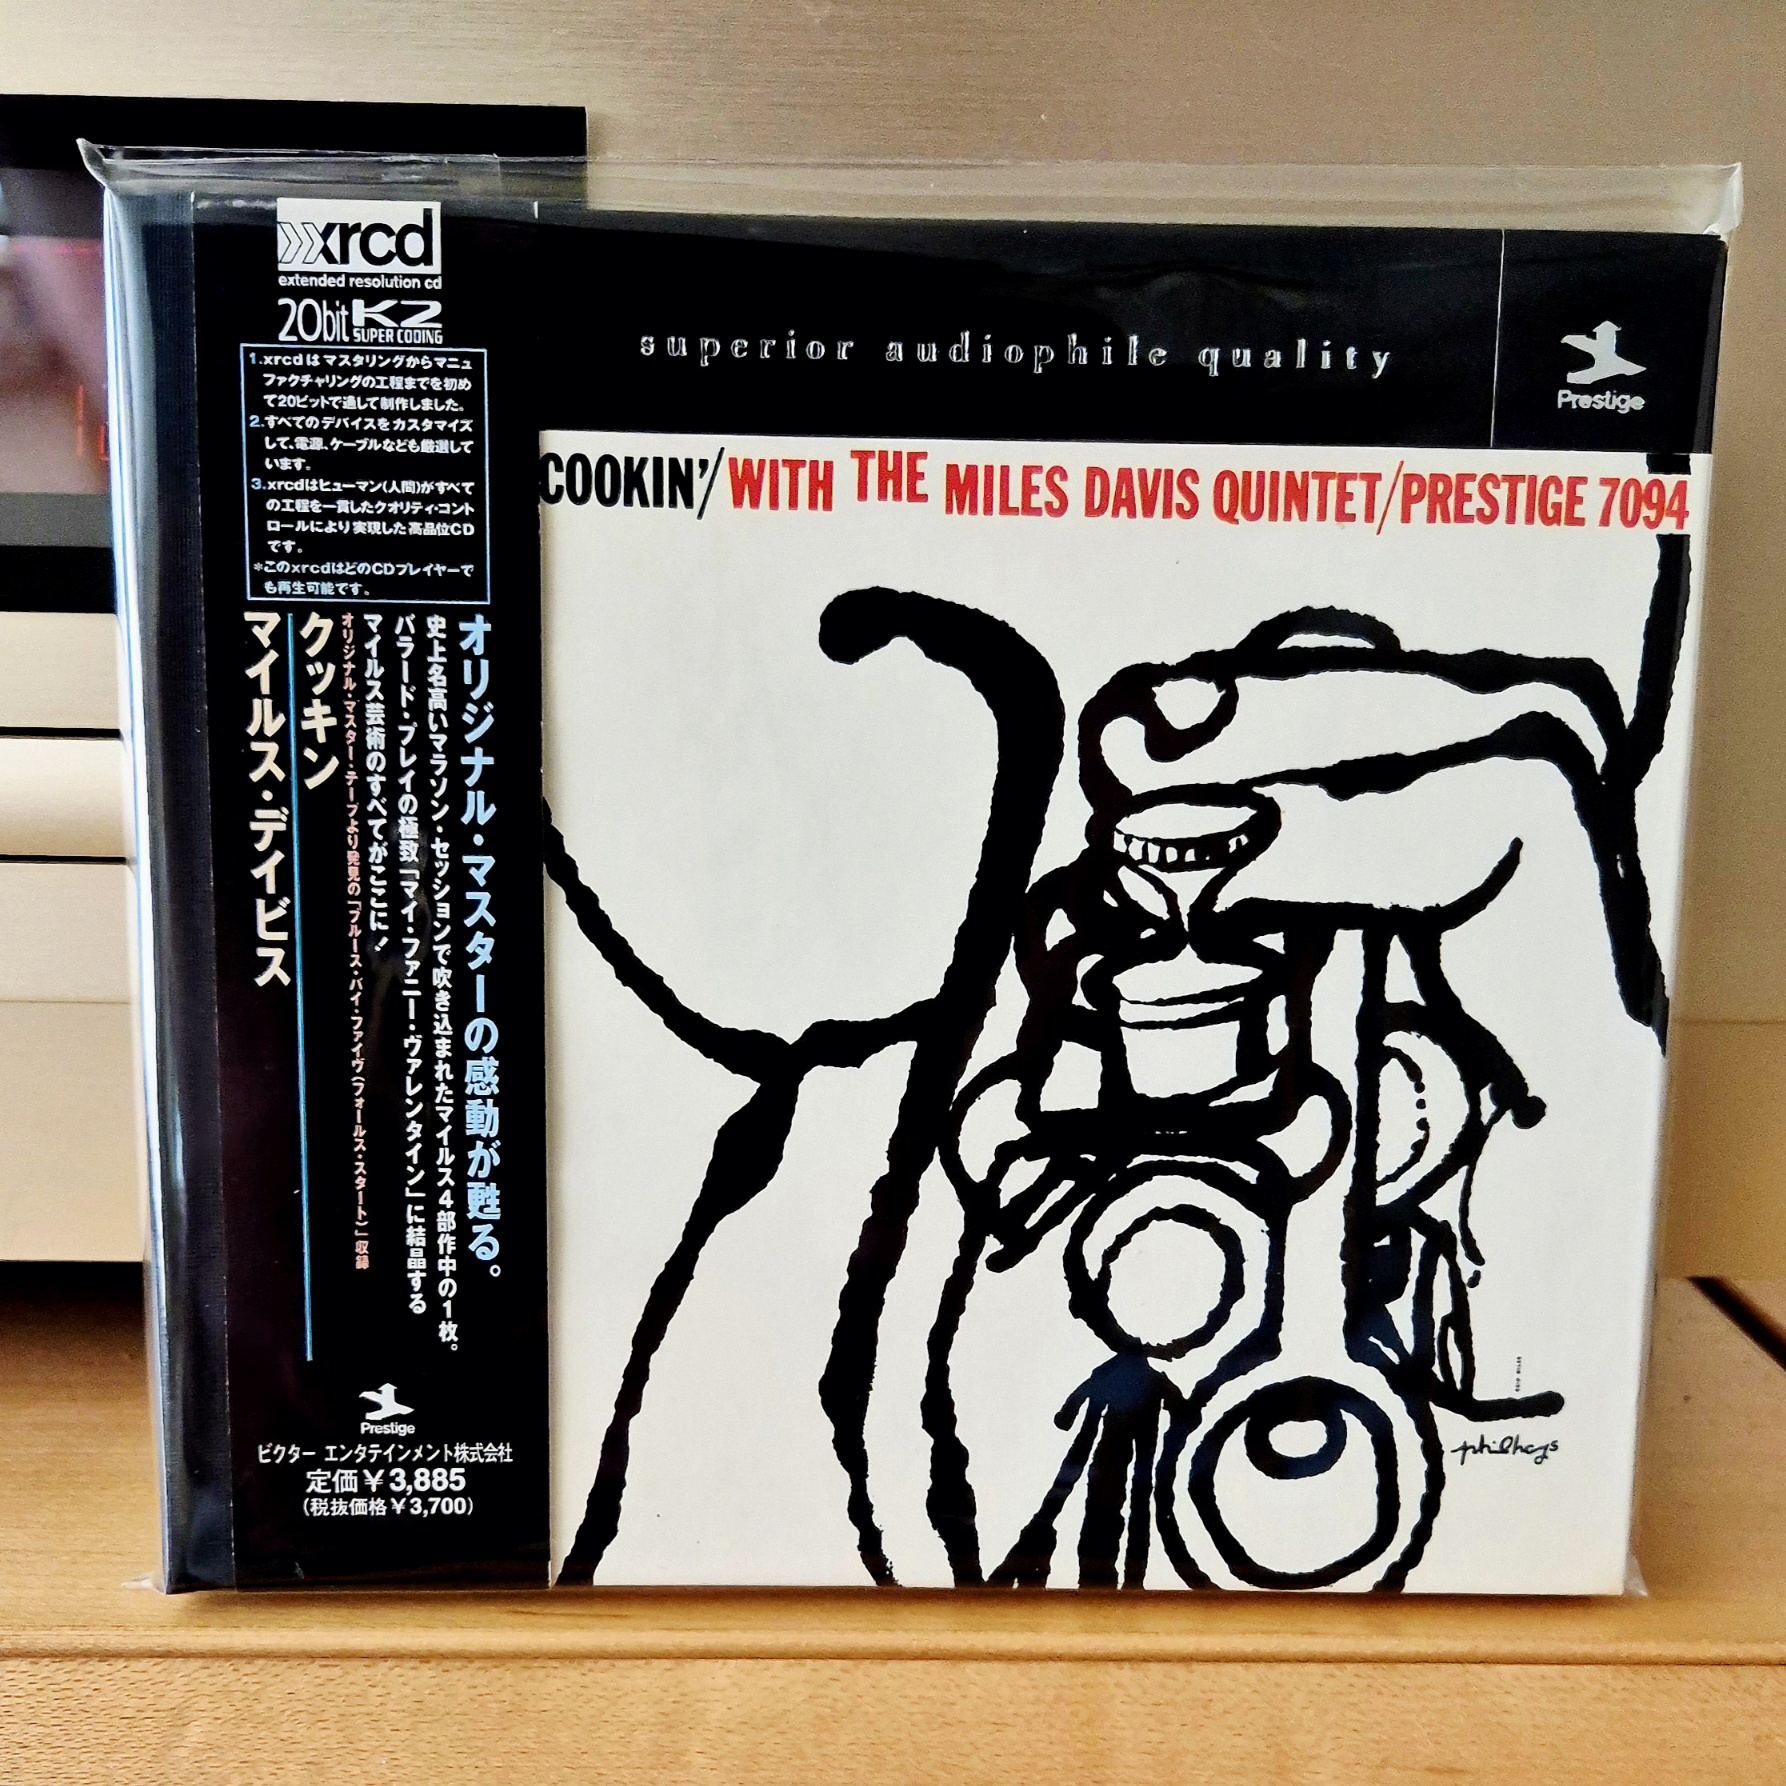 xrcd
extended resolution cd
20bit K2
SUPER CODING
1.xrcdはマスタリングからマニュ
ファクチャリングの工程までを初め
て20ビットで通して制作しました。
2.すべてのデバイスをカスタマイズ
して、電源、ケーブルなども厳選して
います。
3.xrcdはヒューマン(人間)がすべて
の工程を一貫したクオリティ・コント
ロールにより実現した高品位CD
です。
*このxrcdはどのCDプレイヤーで
も再生可能です。
オリジナル・マスターの感動が甦る。
史上名高いマラソン・セッションで吹き込まれたマイルス4部作中の1枚。
バラード・プレイの極致「マイ・ファニー・ヴァレンタイン」に結晶する
マイルス芸術のすべてがここに!
オリジナル・マスター・テープより発見の「ブルース・バイ・ファイヴ(フォールス・スタート)」収録
クッキン
マイルス・デイビス
Prestige
ビクター エンタテインメント株式会社
定価¥3,885
(税抜価格¥3,700)
superior audiophile quality
Prestige
COOKIN'/WITH THE MILES DAVIS QUINTET/PRESTIGE 7094
philhays